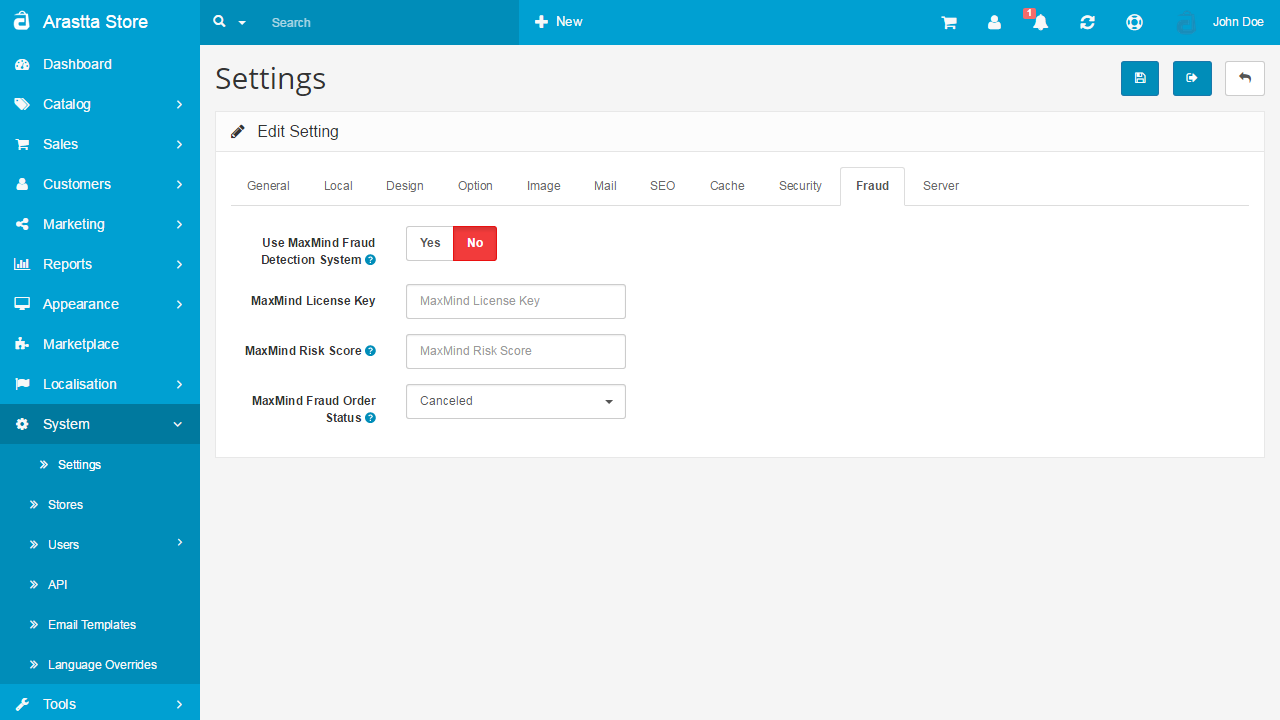 Arastta Store
Search
New
1
John Doe
Dashboard
Catalog
Sales
Customers
Marketing
Reports
Appearance
Marketplace
Localisation
System
Settings
Stores
Users
API
Email Templates
Language Overrides
Tools
Settings
Edit Setting
General Local Design Option Image Mail SEO Cache Security Fraud Server
Use MaxMind Fraud
Detection System ?
Yes No
MaxMind License Key
MaxMind License Key
MaxMind Risk Score ?
MaxMind Risk Score
MaxMind Fraud Order
Status ?
Canceled